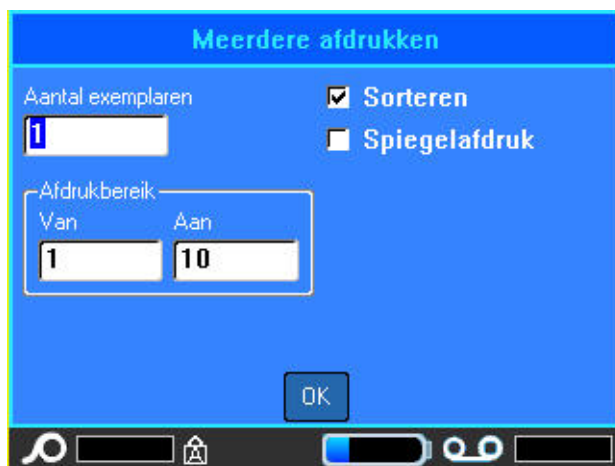 Meerdere afdrukken
Aantal exemplaren
1
Sorteren
Spiegelafdruk
Afdrukbereik
Van Aan
1 10
OK
A